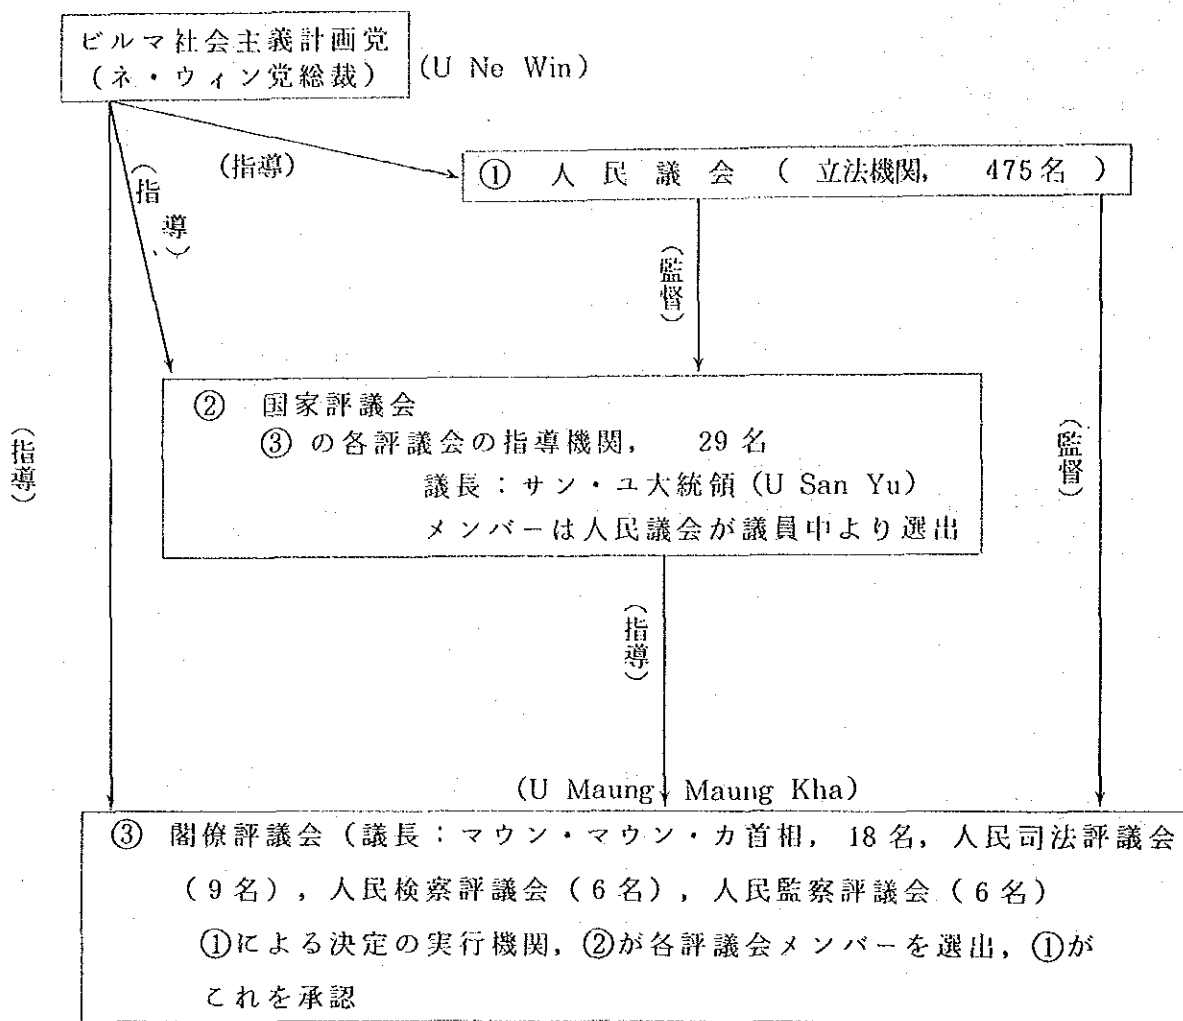 ビルマ社会主義計画党
(ネ・ウィン党総裁)
(U Ne Win)
(指導)
(指導)
① 人民議会 ( 立法機関, 475名 )
(監督)
② 国家評議会
③ の各評議会の指導機関, 29名
議長:サン・ユ大統領 (U San Yu)
メンバーは人民議会が議員中より選出
(指導)
(監督)
(指導)
(U Maung Maung Kha)
③ 閣僚評議会(議長:マウン・マウン・カ首相, 18名, 人民司法評議会
(9名), 人民検察評議会(6名), 人民監察評議会(6名)
①による決定の実行機関, ②が各評議会メンバーを選出, ①が
これを承認